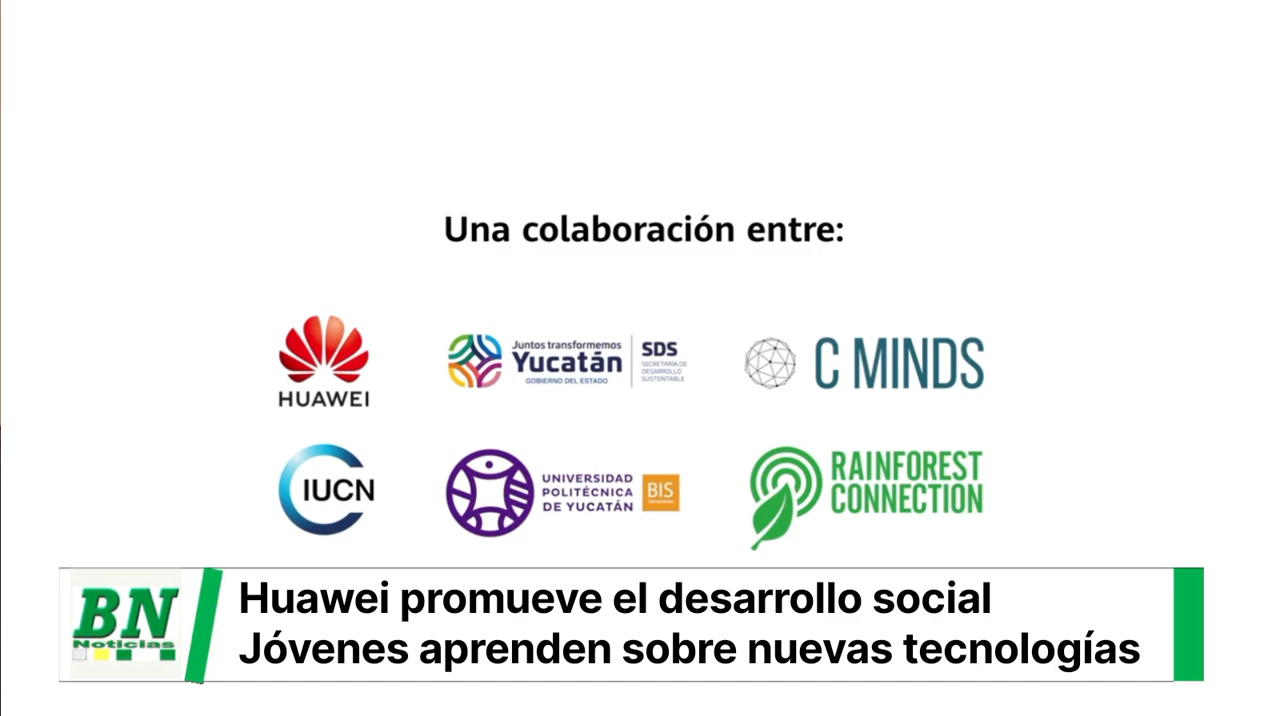 Una colaboración entre:
HUAWEI
Juntos transformemos
Yucatán
GOBIERNO DEL ESTADO
SDS
SECRETARÍA DE
DESARROLLO
SUSTENTABLE
C MINDS
IUCN
UNIVERSIDAD
POLITÉCNICA
DE YUCATÁN
BIS
RAINFOREST
CONNECTION
BN
Noticias
Huawei promueve el desarrollo social
Jóvenes aprenden sobre nuevas tecnologías